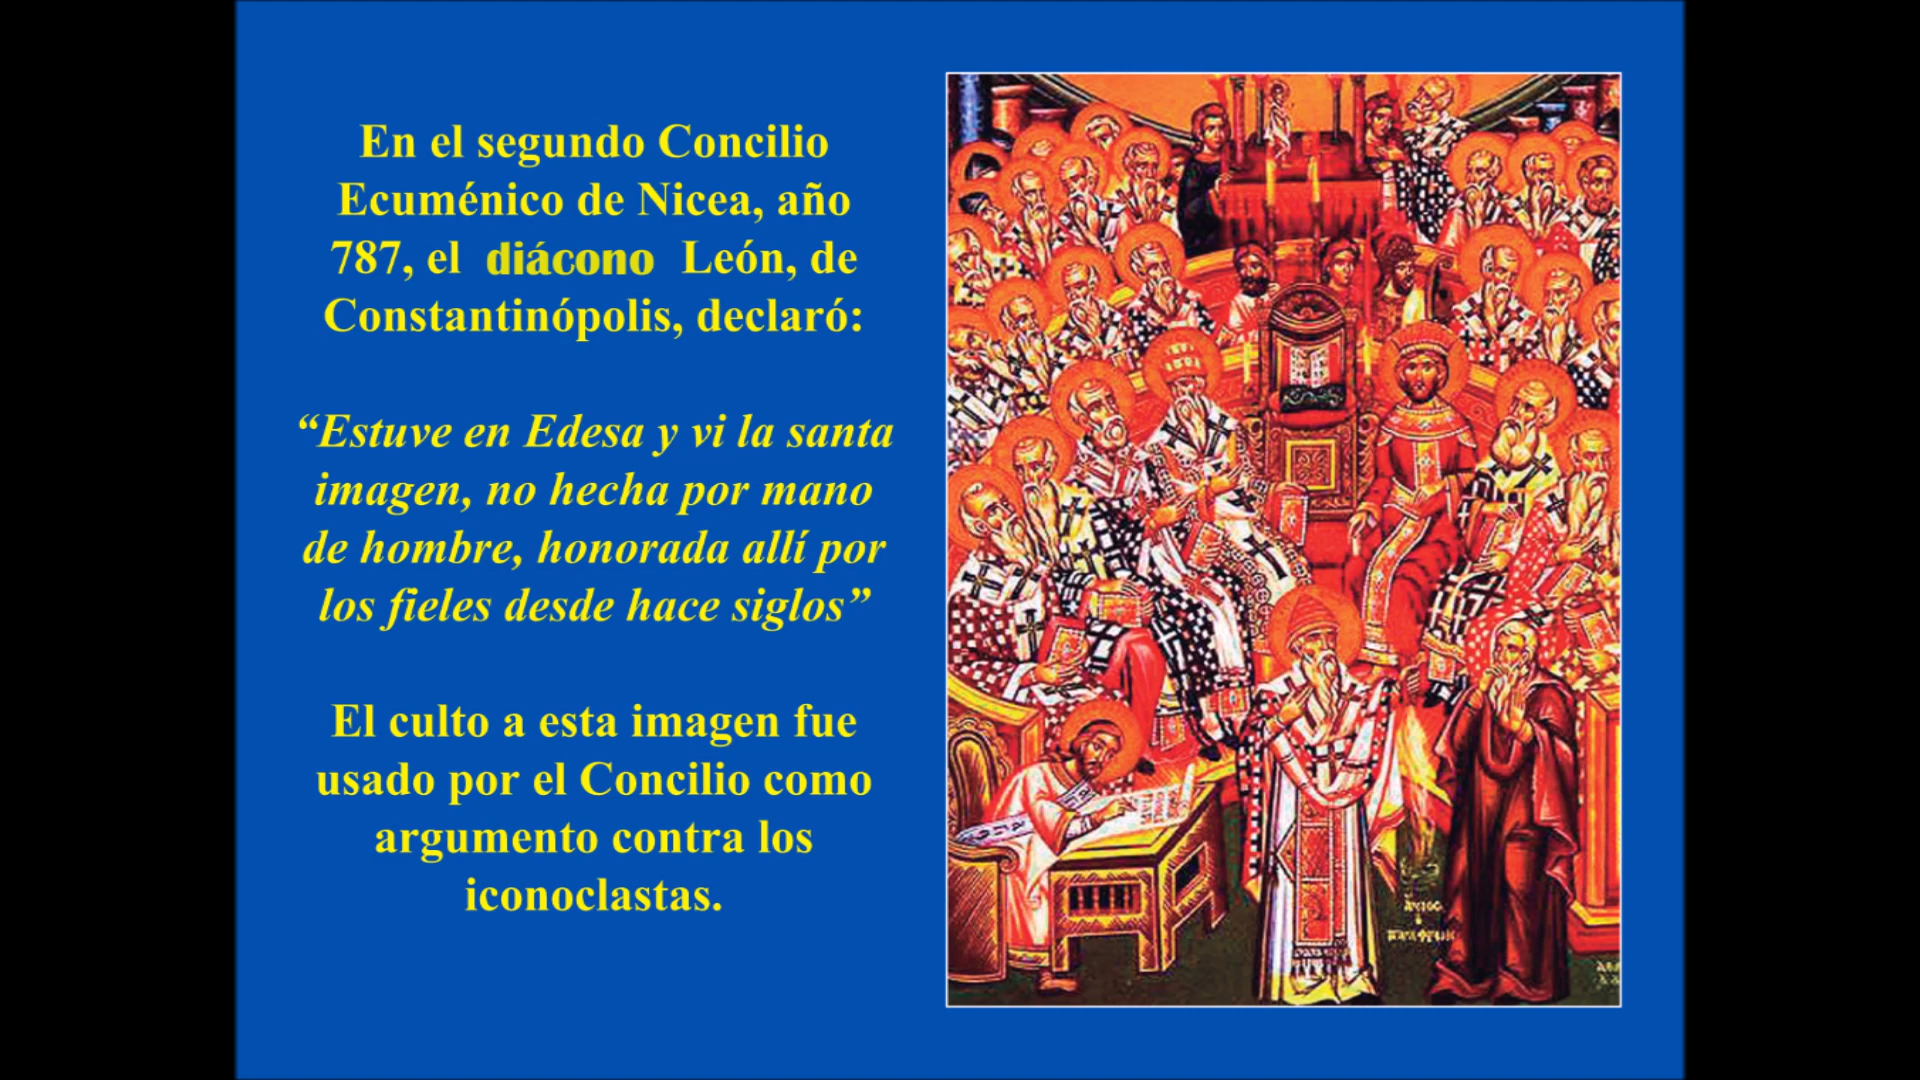 En el segundo Concilio
Ecuménico de Nicea, año
787, el diácono León, de
Constantinópolis, declaró:
“Estuve en Edesa y vi la santa
imagen, no hecha por mano
de hombre, honorada allí por
los fieles desde hace siglos”
El culto a esta imagen fue
usado por el Concilio como
argumento contra los
iconoclastas.